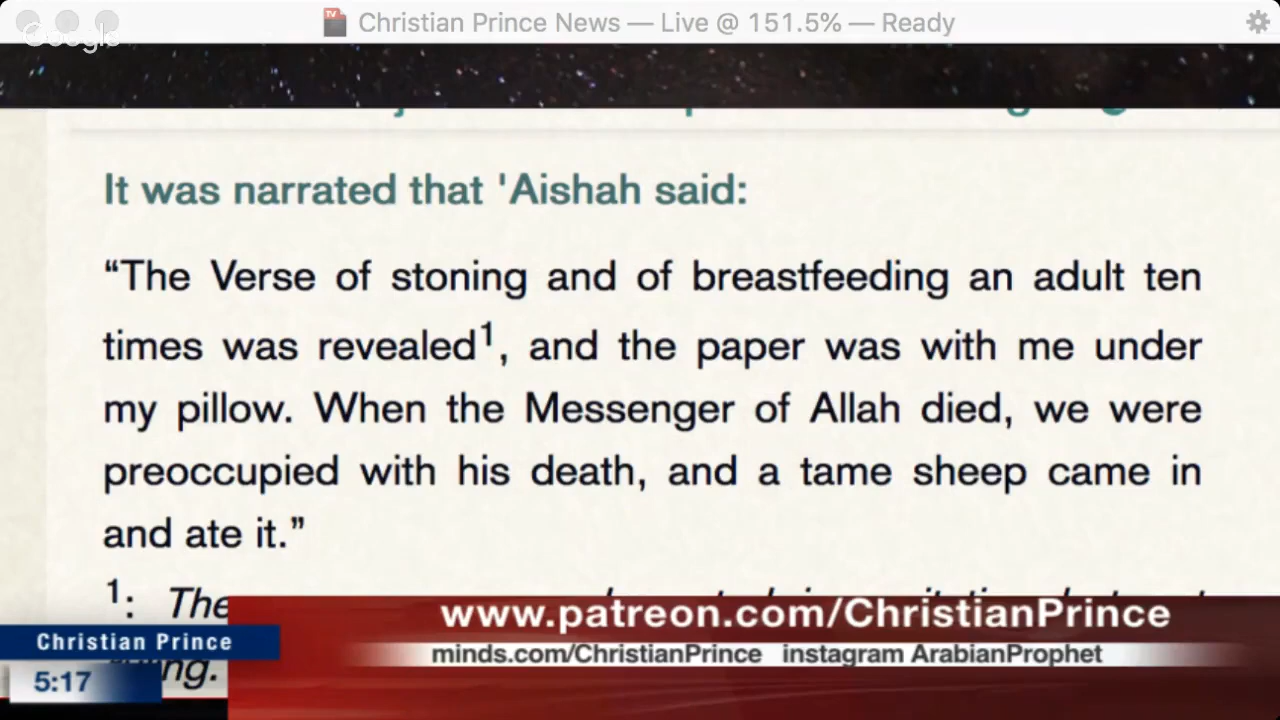 Christian Prince News — Live @ 151.5% — Ready
Google
It was narrated that 'Aishah said:
“The Verse of stoning and of breastfeeding an adult ten
times was revealed¹, and the paper was with me under
my pillow. When the Messenger of Allah died, we were
preoccupied with his death, and a tame sheep came in
and ate it.”
¹: The
www.patreon.com/ChristianPrince
Christian Prince
minds.com/ChristianPrince instagram ArabianProphet
5:17